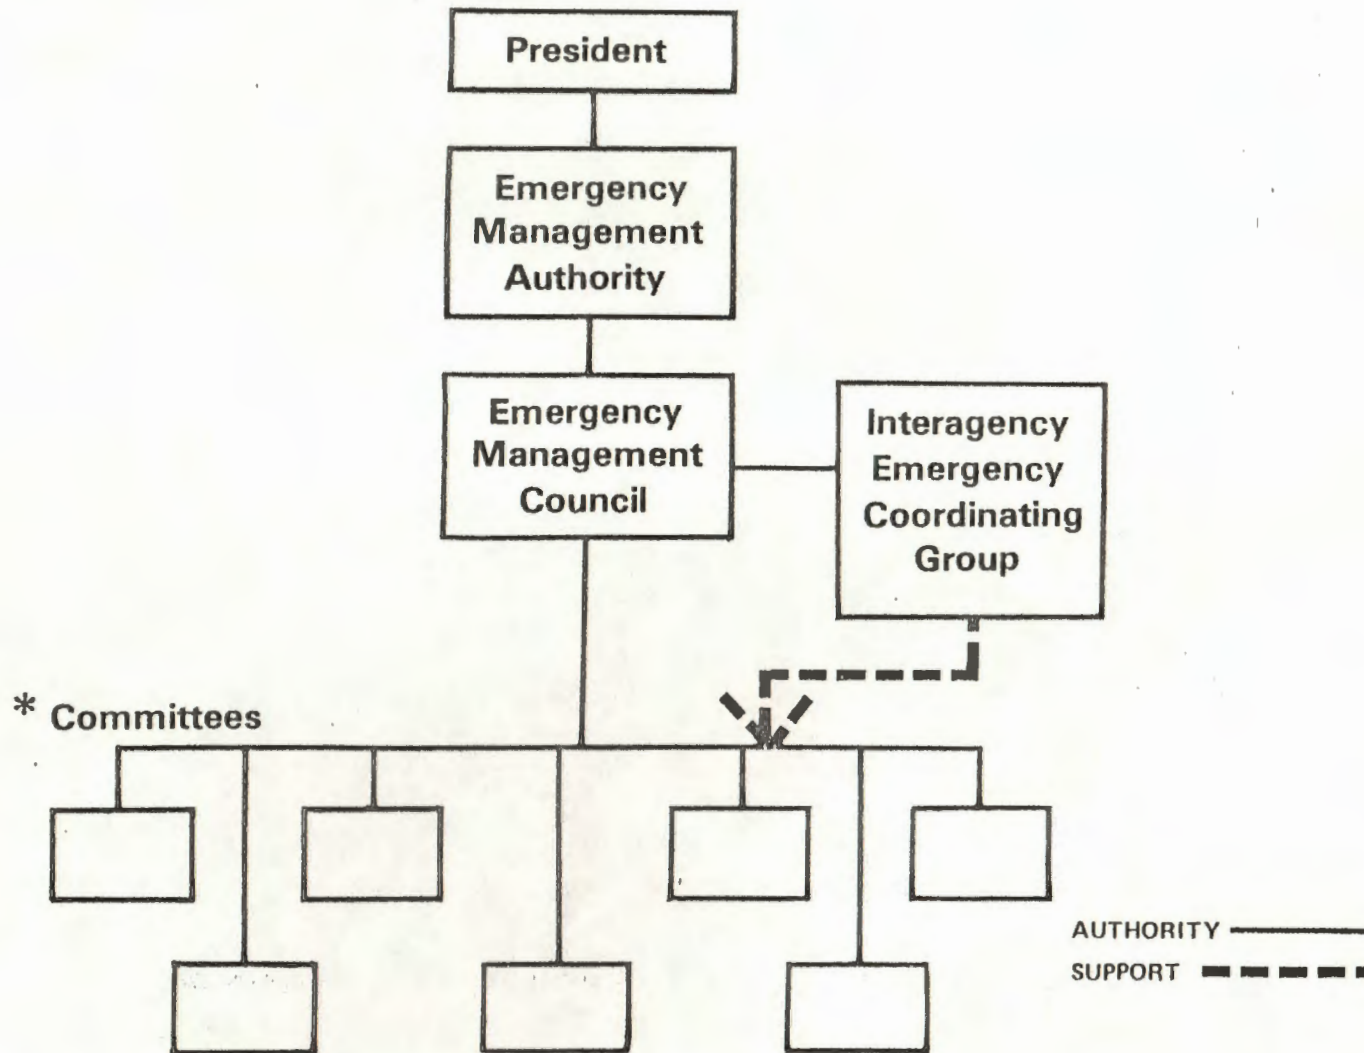 President
Emergency
Management
Authority
Emergency
Management
Council
Interagency
Emergency
Coordinating
Group
* Committees
AUTHORITY
SUPPORT